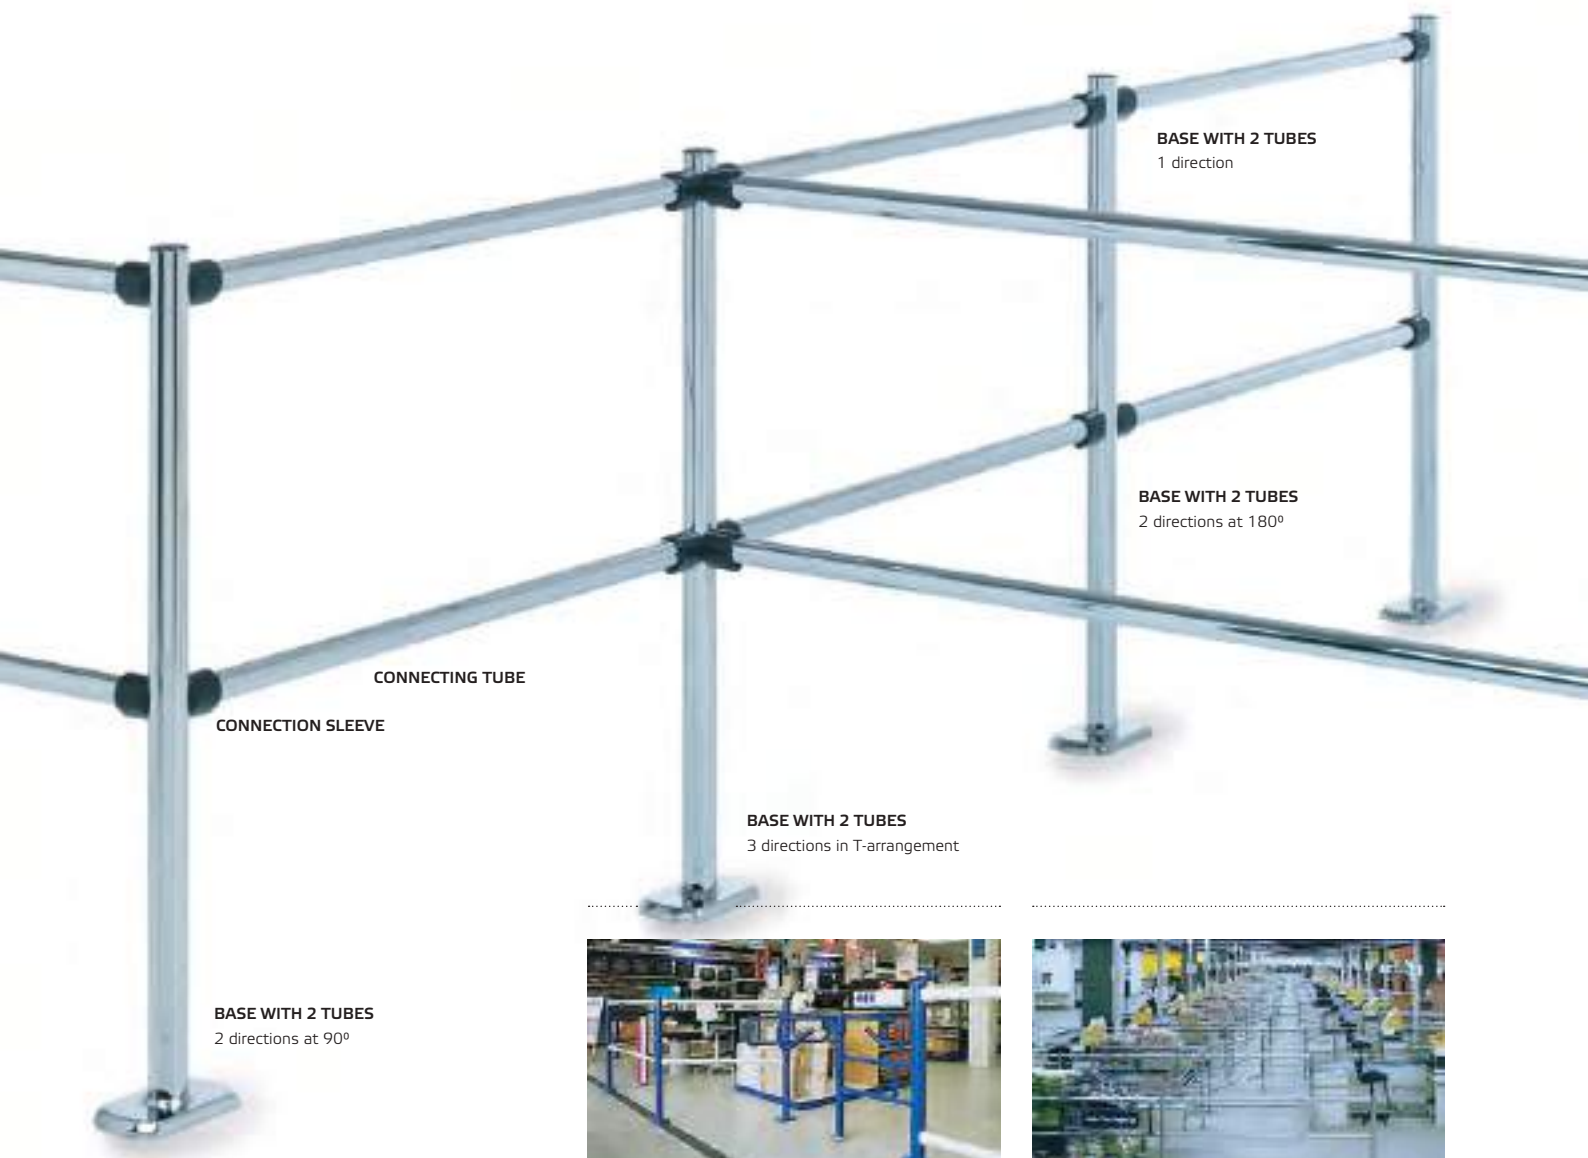 BASE WITH 2 TUBES
1 direction
BASE WITH 2 TUBES
2 directions at 180º
CONNECTING TUBE
CONNECTION SLEEVE
BASE WITH 2 TUBES
3 directions in T-arrangement
BASE WITH 2 TUBES
2 directions at 90º